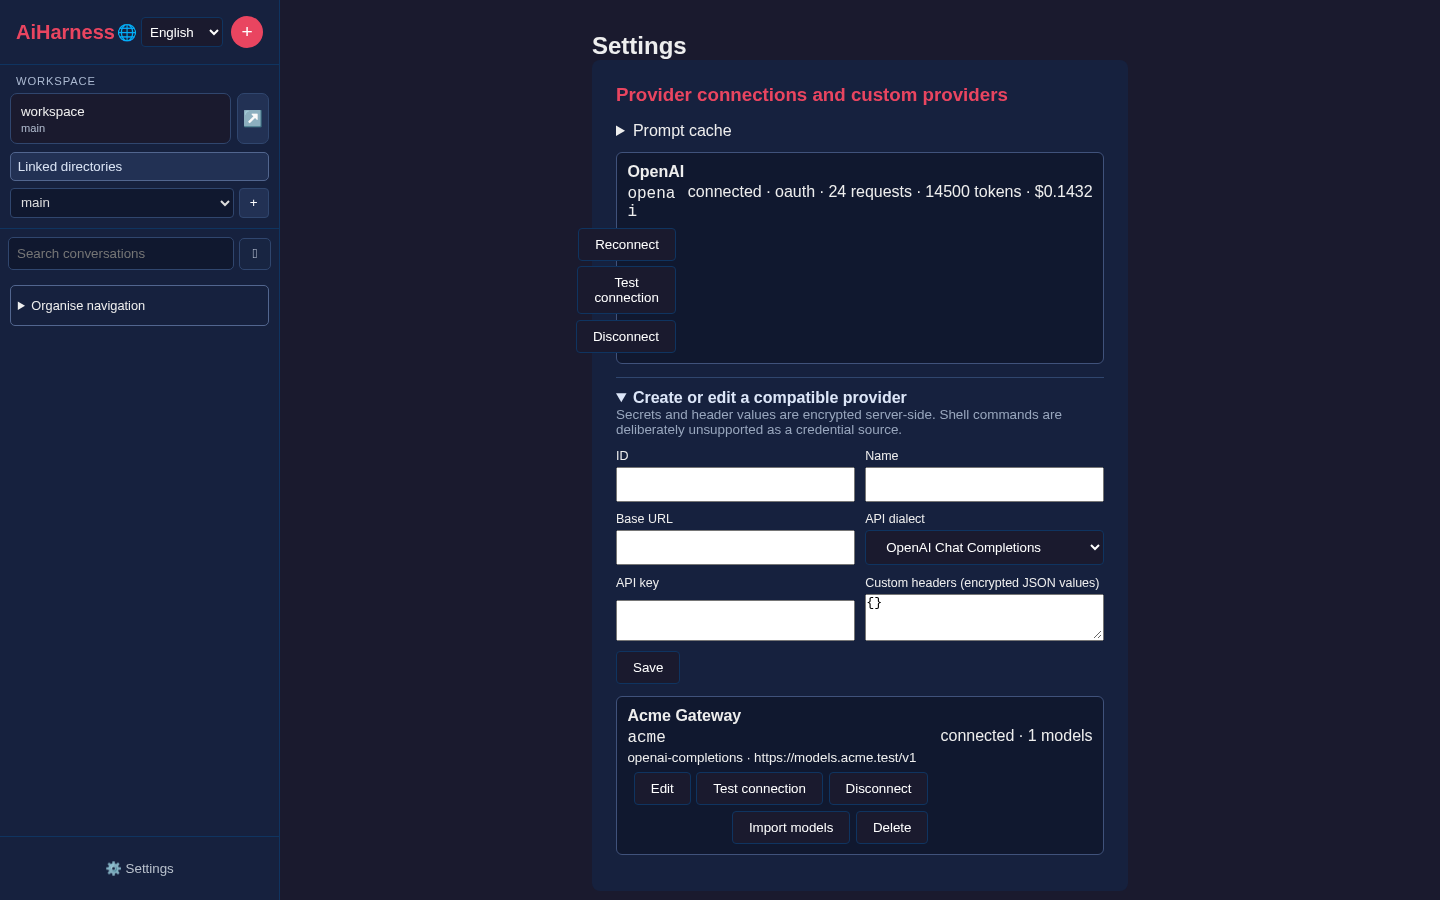 AiHarness
English
+
WORKSPACE
workspace
main
Linked directories
main
+
Search conversations
Organise navigation
Settings
Settings
Provider connections and custom providers
Prompt cache
OpenAI
openai
connected · oauth · 24 requests · 14500 tokens · $0.1432
Reconnect
Test
connection
Disconnect
Create or edit a compatible provider
Secrets and header values are encrypted server-side. Shell commands are
deliberately unsupported as a credential source.
ID
Name
Base URL
API dialect
OpenAI Chat Completions
API key
Custom headers (encrypted JSON values)
{}
Save
Acme Gateway
acme
connected · 1 models
openai-completions · https://models.acme.test/v1
Edit
Test connection
Disconnect
Import models
Delete